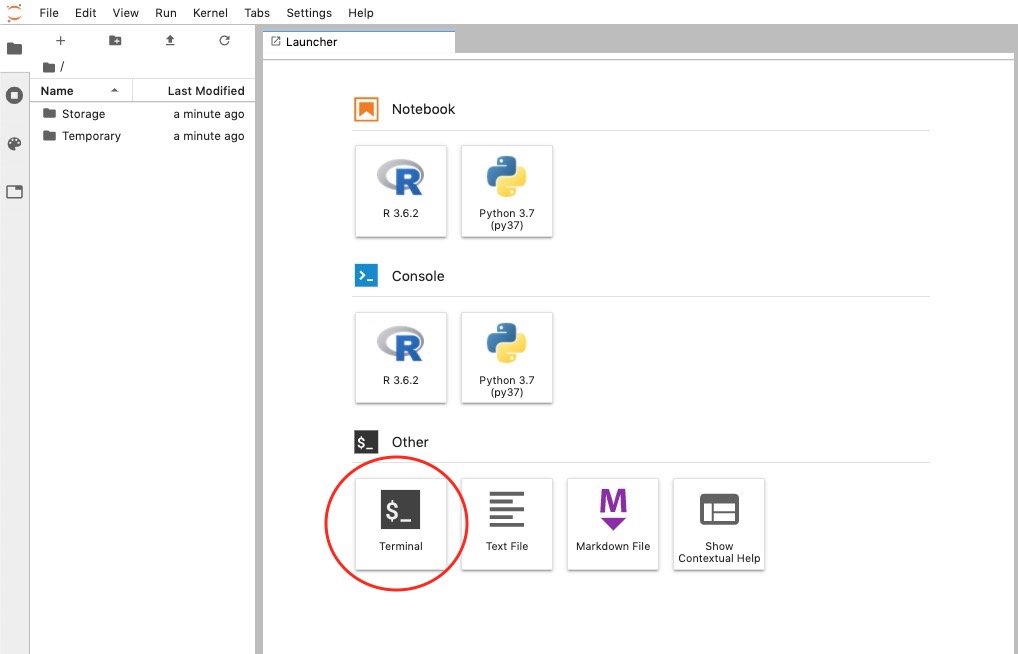 File Edit View Run Kernel Tabs Settings Help
Launcher
/
Name Last Modified
Storage a minute ago
Temporary a minute ago
Notebook
R 3.6.2
Python 3.7
(py37)
Console
R 3.6.2
Python 3.7
(py37)
$_ Other
$_
Terminal
Text File
M
Markdown File
Show
Contextual Help